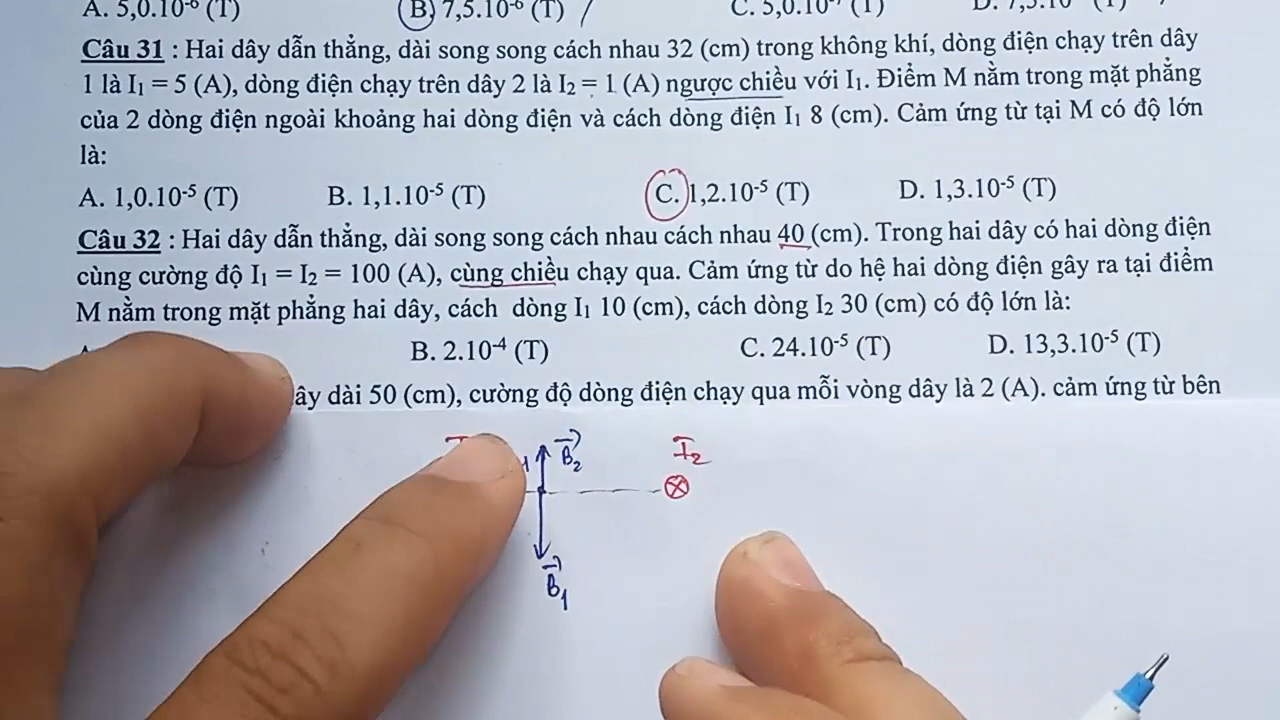 A. 5,0.10⁻⁶ (T) B. 7,5.10⁻⁶ (T) C. 5,0.10 (T) D. 7,5.10 (T)
Câu 31 : Hai dây dẫn thẳng, dài song song cách nhau 32 (cm) trong không khí, dòng điện chạy trên dây
1 là I₁ = 5 (A), dòng điện chạy trên dây 2 là I₂ = 1 (A) ngược chiều với I₁. Điểm M nằm trong mặt phẳng
của 2 dòng điện ngoài khoảng hai dòng điện và cách dòng điện I₁ 8 (cm). Cảm ứng từ tại M có độ lớn
là:
A. 1,0.10⁻⁵ (T) B. 1,1.10⁻⁵ (T) C. 1,2.10⁻⁵ (T) D. 1,3.10⁻⁵ (T)
Câu 32 : Hai dây dẫn thẳng, dài song song cách nhau cách nhau 40 (cm). Trong hai dây có hai dòng điện
cùng cường độ I₁ = I₂ = 100 (A), cùng chiều chạy qua. Cảm ứng từ do hệ hai dòng điện gây ra tại điểm
M nằm trong mặt phẳng hai dây, cách dòng I₁ 10 (cm), cách dòng I₂ 30 (cm) có độ lớn là:
B. 2.10⁻⁴ (T) C. 24.10⁻⁵ (T) D. 13,3.10⁻⁵ (T)
dài 50 (cm), cường độ dòng điện chạy qua mỗi vòng dây là 2 (A). cảm ứng từ bên
B₂ I₂
B₁